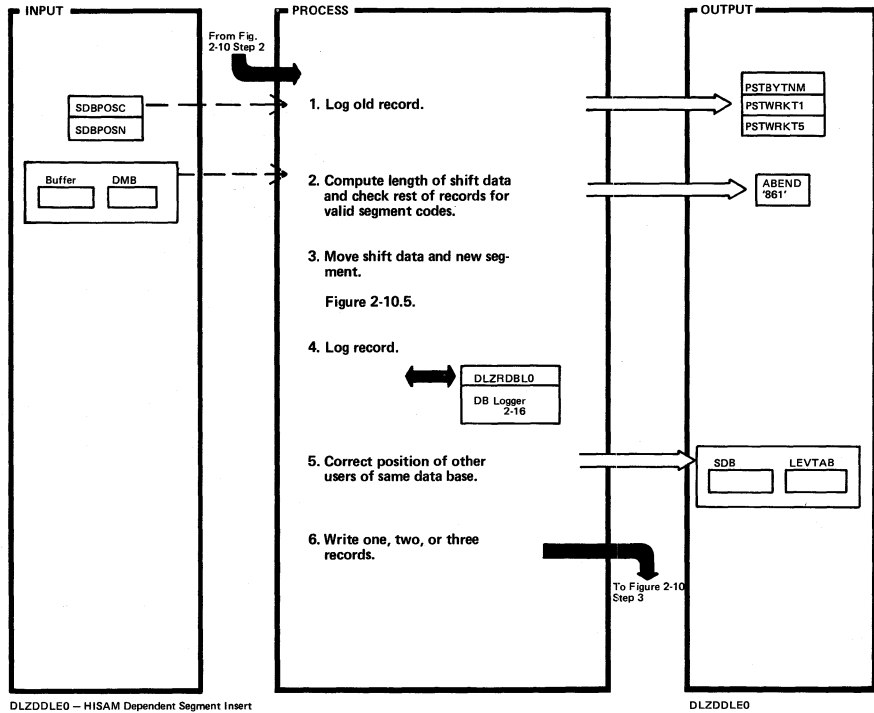 INPUT
PROCESS
OUTPUT
From Fig.
2-10 Step 2
SDBPOSC
SDBPOSN
1. Log old record.
PSTBYTNM
PSTWRKT1
PSTWRKT5
Buffer
DMB
2. Compute length of shift data
and check rest of records for
valid segment codes.
ABEND
'861'
3. Move shift data and new seg-
ment.
Figure 2-10.5.
4. Log record.
DLZRDBL0
DB Logger
2-16
5. Correct position of other
users of same data base.
SDB
LEVTAB
6. Write one, two, or three
records.
To Figure 2-10
Step 3
DLZDDLE0 – HISAM Dependent Segment Insert
DLZDDLE0